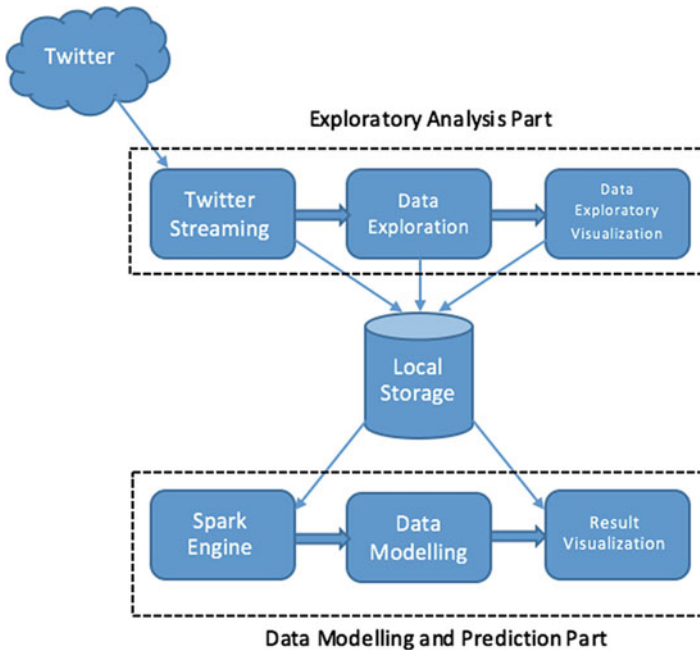 Twitter
Exploratory Analysis Part
Twitter
Streaming
Data
Exploration
Data
Exploratory
Visualization
Local
Storage
Spark
Engine
Data
Modelling
Result
Visualization
Data Modelling and Prediction Part